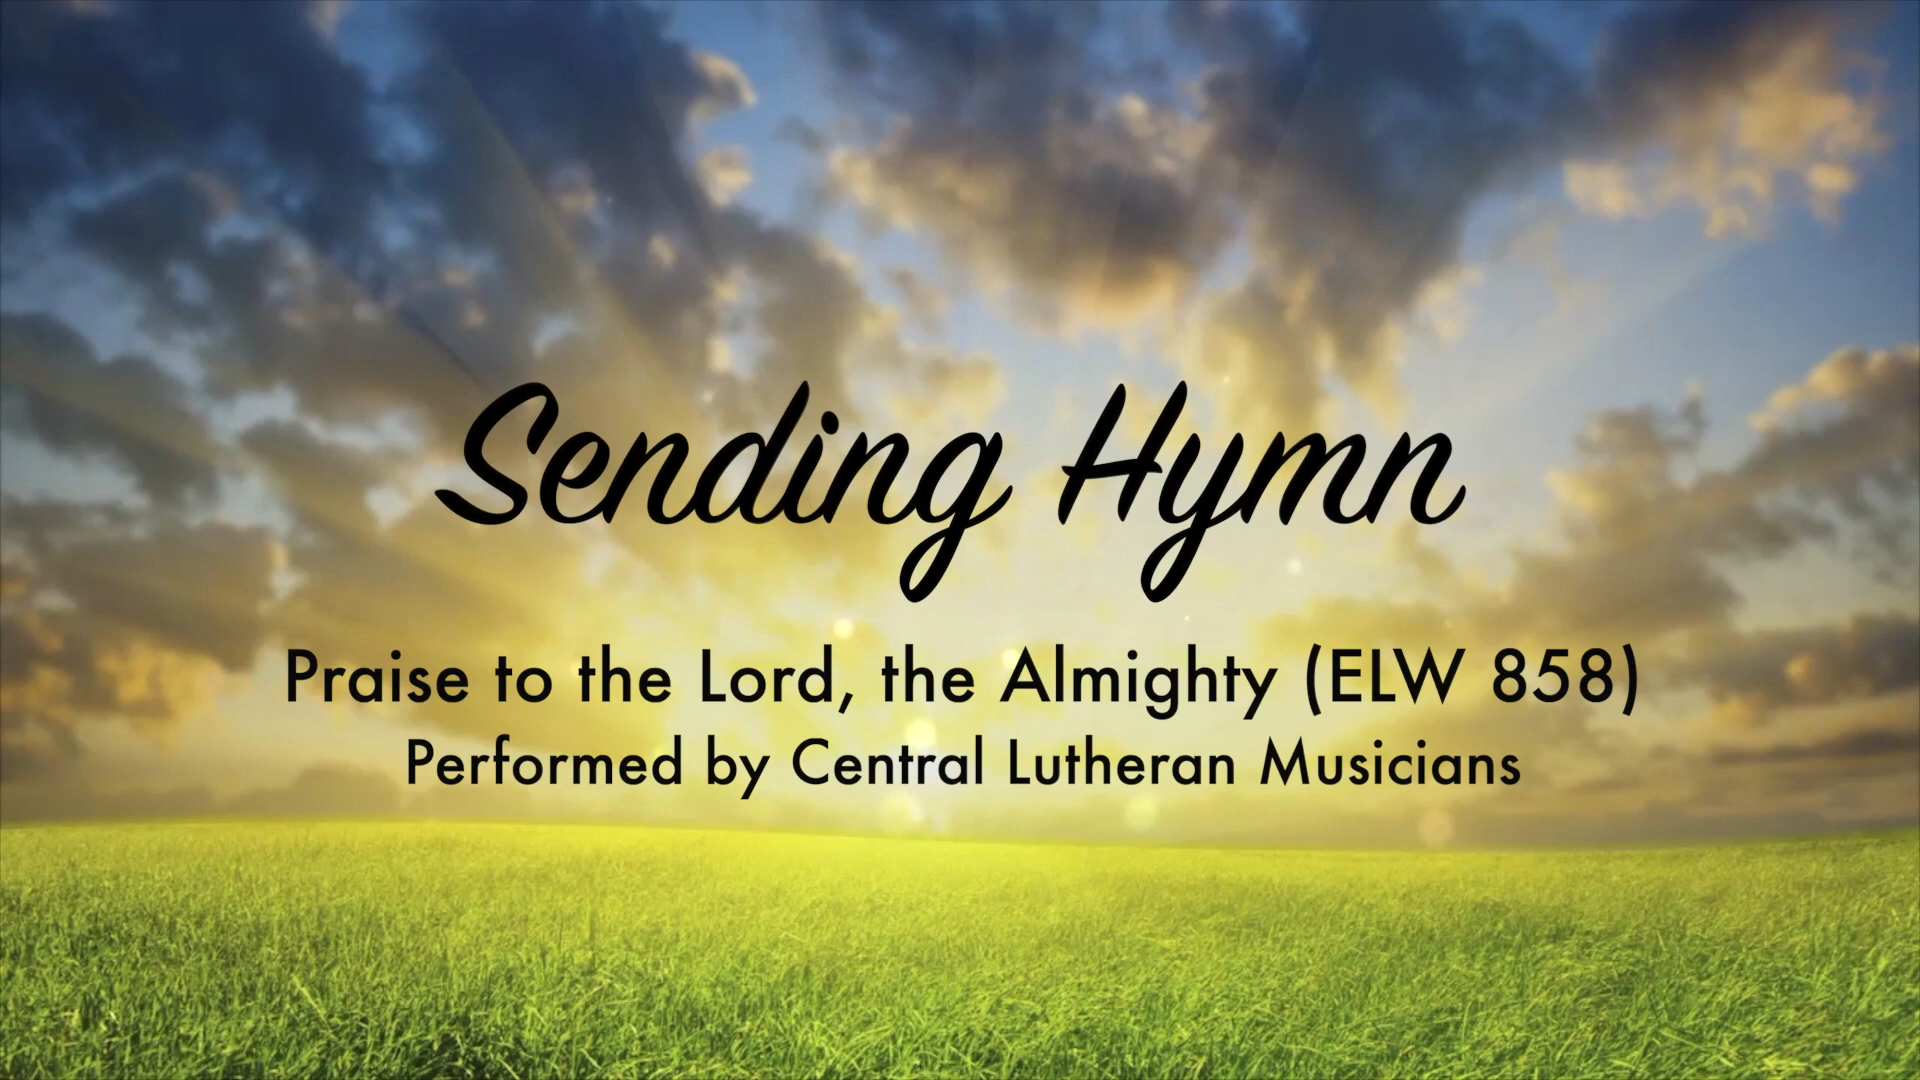 Sending Hymn
Praise to the Lord, the Almighty (ELW 858)
Performed by Central Lutheran Musicians